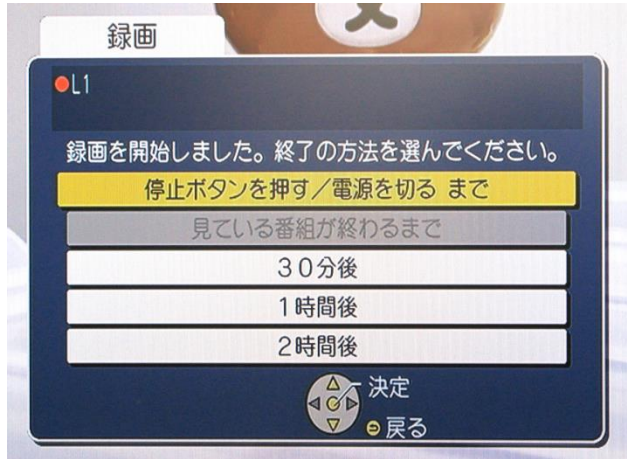 録画
L1
録画を開始しました。終了の方法を選んでください。
停止ボタンを押す／電源を切る まで
見ている番組が終わるまで
３０分後
１時間後
２時間後
決定
戻る